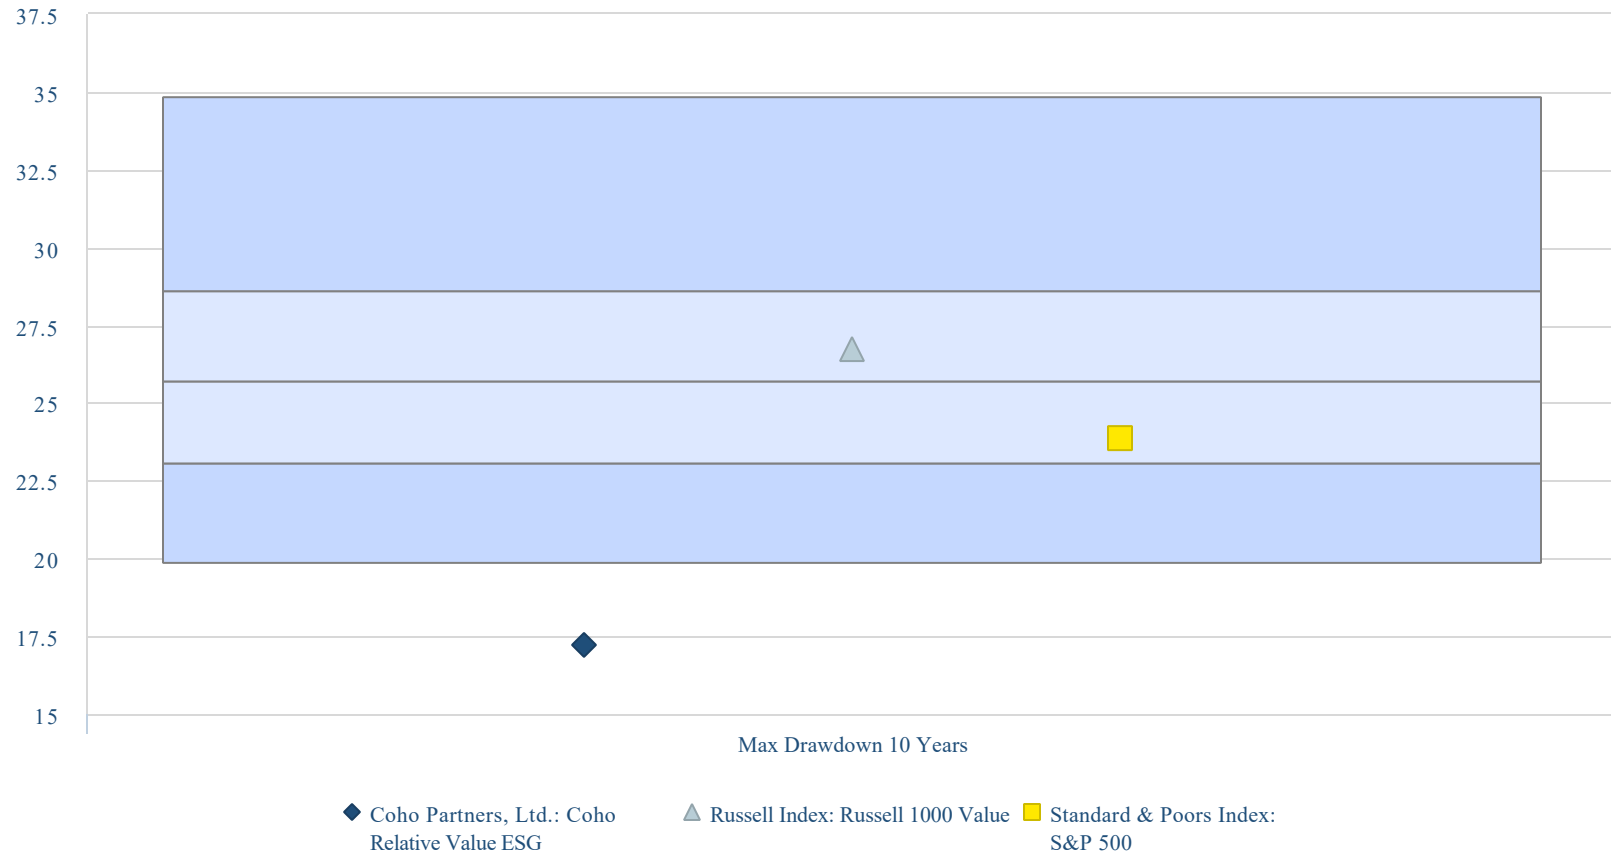 37.5
35
32.5
30
27.5
25
22.5
20
17.5
15
Max Drawdown 10 Years
Coho Partners, Ltd.: Coho
Relative Value ESG
Russell Index: Russell 1000 Value
Standard & Poors Index:
S&P 500